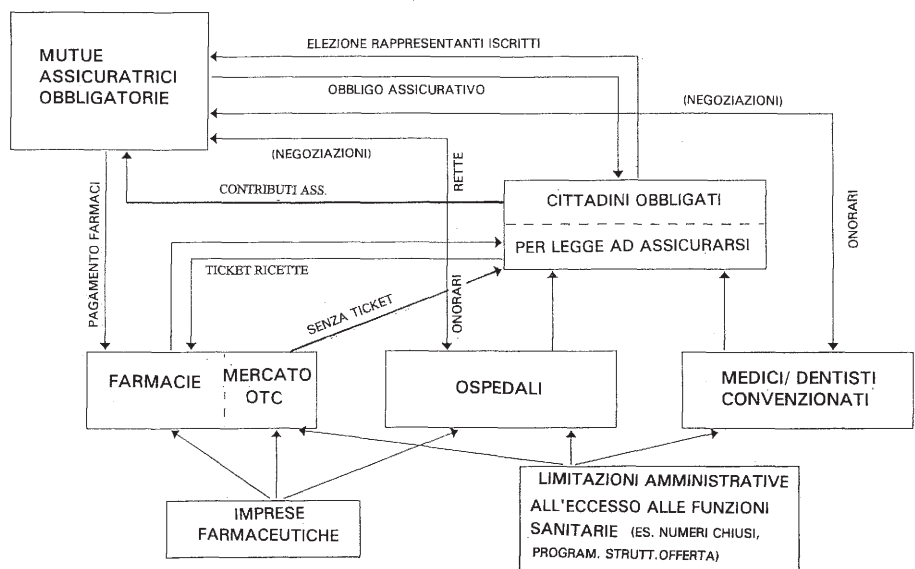 MUTUE
ASSICURATRICI
OBBLIGATORIE
ELEZIONE RAPPRESENTANTI ISCRITTI
OBBLIGO ASSICURATIVO
(NEGOZIAZIONI)
(NEGOZIAZIONI)
RETTE
CONTRIBUTI ASS.
CITTADINI OBBLIGATI
PER LEGGE AD ASSICURARSI
ONORARI
PAGAMENTO FARMACI
TICKET RICETTE
SENZA TICKET
ONORARI
FARMACIE
MERCATO
OTC
OSPEDALI
MEDICI/ DENTISTI
CONVENZIONATI
IMPRESE
FARMACEUTICHE
LIMITAZIONI AMMINISTRATIVE
ALL'ECCESSO ALLE FUNZIONI
SANITARIE (ES. NUMERI CHIUSI,
PROGRAM. STRUTT.OFFERTA)